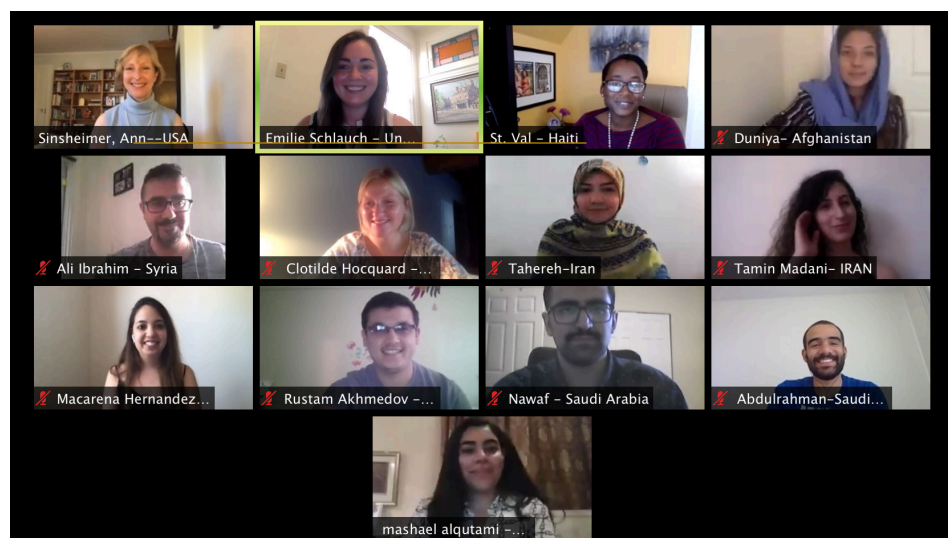 Sinsheimer, Ann--USA
Emilie Schlauch - Un...
St. Val - Haiti
Duniya- Afghanistan
Ali Ibrahim - Syria
Clotilde Hocquard -...
Tahereh-Iran
Tamin Madani- IRAN
Macarena Hernandez...
Rustam Akhmedov -...
Nawaf - Saudi Arabia
Abdulrahman-Saudi...
mashael alqutami -...